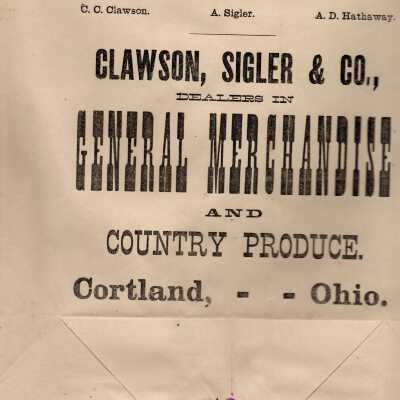 C. C. Clawson. A. Sigler. A. D. Hathaway.
CLAWSON, SIGLER & CO.,
DEALERS IN
GENERAL MERCHANDISE
AND
COUNTRY PRODUCE.
Cortland, - - Ohio.